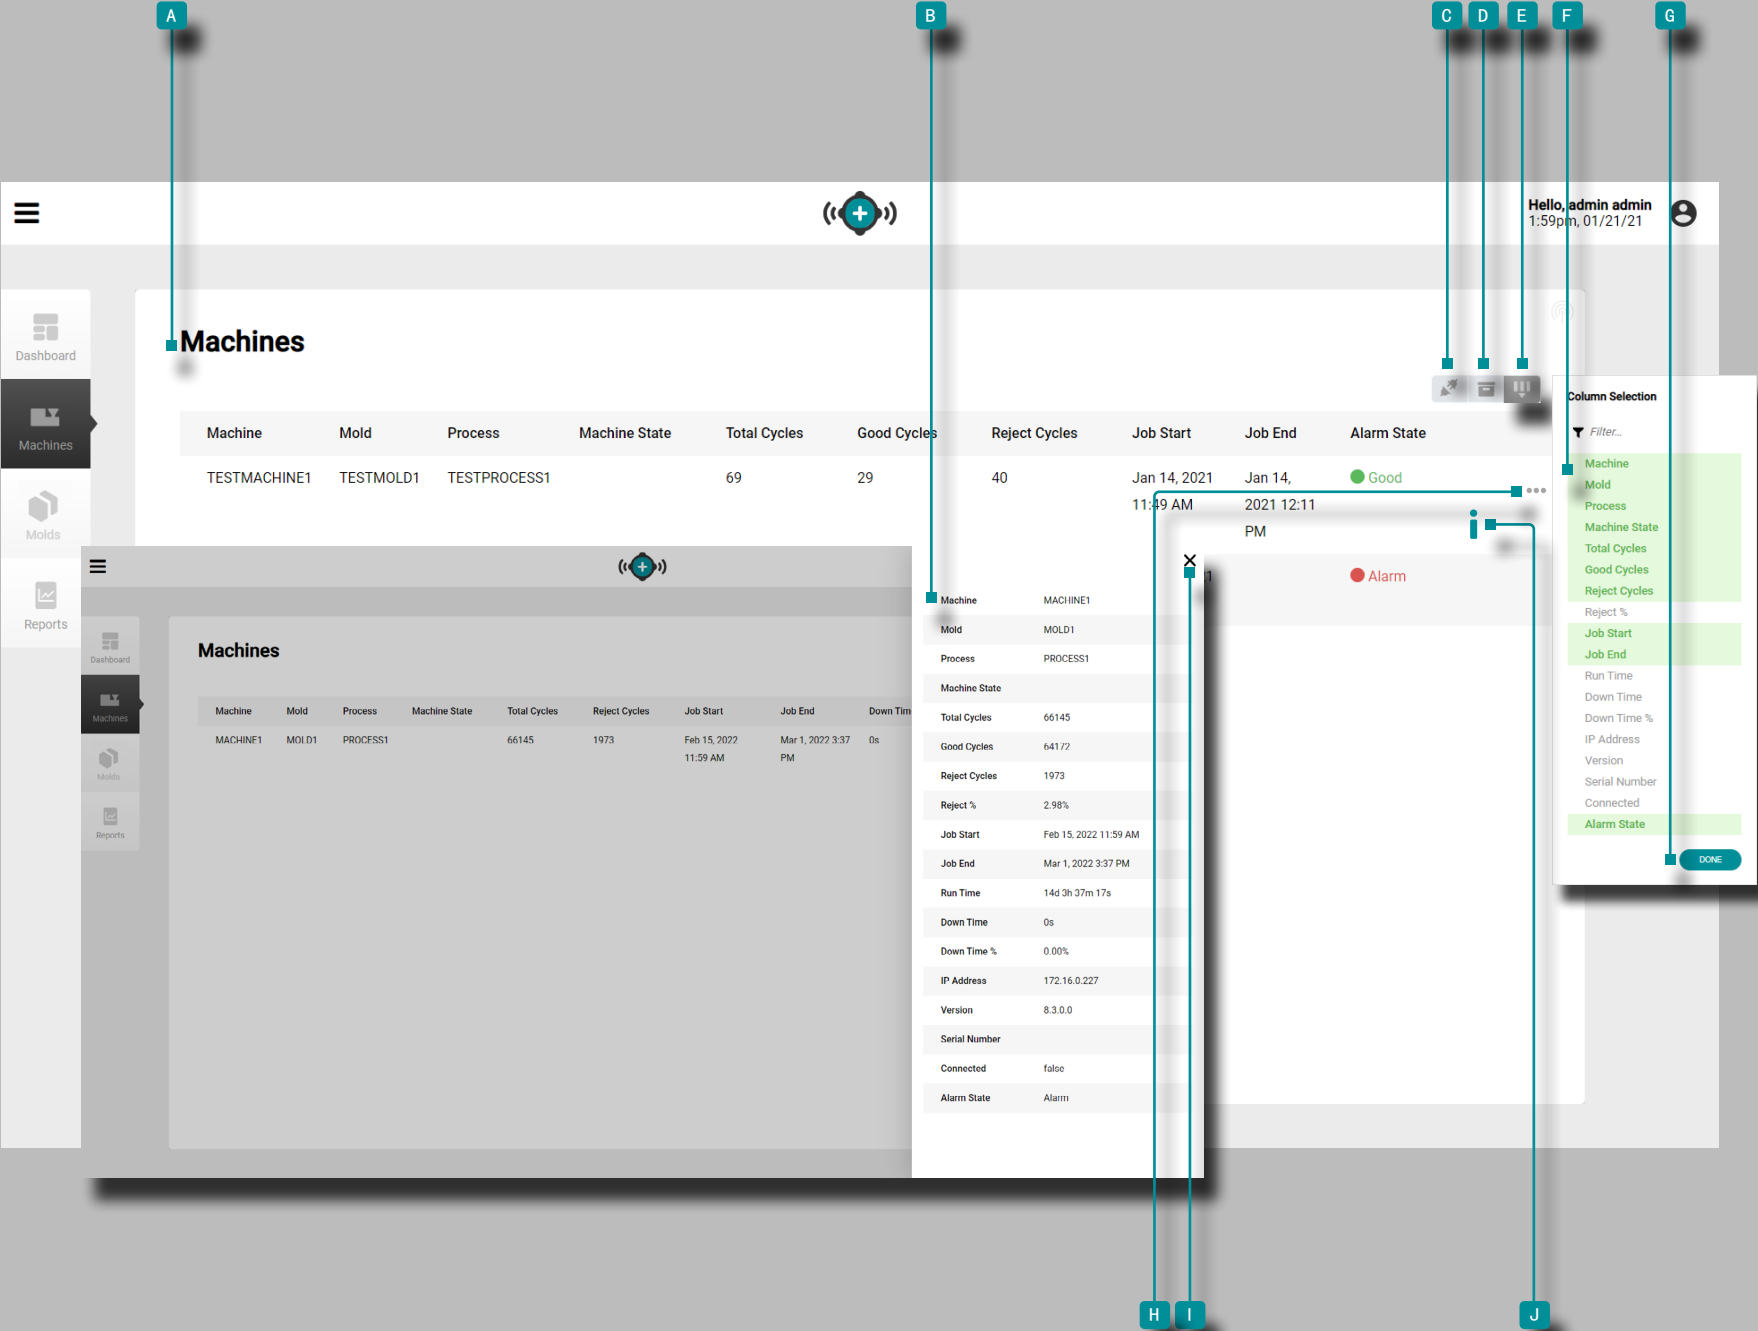 A B C D E F G
Hello, admin admin
1:59pm, 01/21/21
Dashboard
Machines
Molds
Reports
Machines
Machine Mold Process Machine State Total Cycles Good Cycles Reject Cycles Job Start Job End Alarm State
TESTMACHINE1 TESTMOLD1 TESTPROCESS1 69 29 40 Jan 14, 2021 Jan 14, Good
11:49 AM 2021 12:11
PM
Alarm
Column Selection
Filter...
Machine
Mold
Process
Machine State
Total Cycles
Good Cycles
Reject Cycles
Reject %
Job Start
Job End
Run Time
Down Time
Down Time %
IP Address
Version
Serial Number
Connected
Alarm State
DONE
Dashboard
Machines
Molds
Reports
Machines
Machine Mold Process Machine State Total Cycles Reject Cycles Job Start Job End Down Tim
MACHINE1 MOLD1 PROCESS1 66145 1973 Feb 15, 2022 Mar 1, 2022 3:37 0s
11:59 AM PM
Machine MACHINE1
Mold MOLD1
Process PROCESS1
Machine State
Total Cycles 66145
Good Cycles 64172
Reject Cycles 1973
Reject % 2.98%
Job Start Feb 15, 2022 11:59 AM
Job End Mar 1, 2022 3:37 PM
Run Time 14d 3h 37m 17s
Down Time 0s
Down Time % 0.00%
IP Address 172.16.0.227
Version 8.3.0.0
Serial Number
Connected false
Alarm State Alarm
H I J